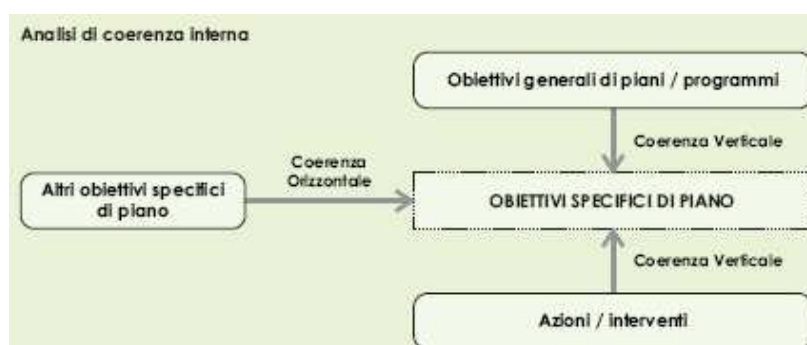 Analisi di coerenza interna
Obiettivi generali di piani / programmi
Coerenza Verticale
Coerenza
Orizzontale
Altri obiettivi specifici
di piano
OBIETTIVI SPECIFICI DI PIANO
Coerenza Verticale
Azioni / interventi